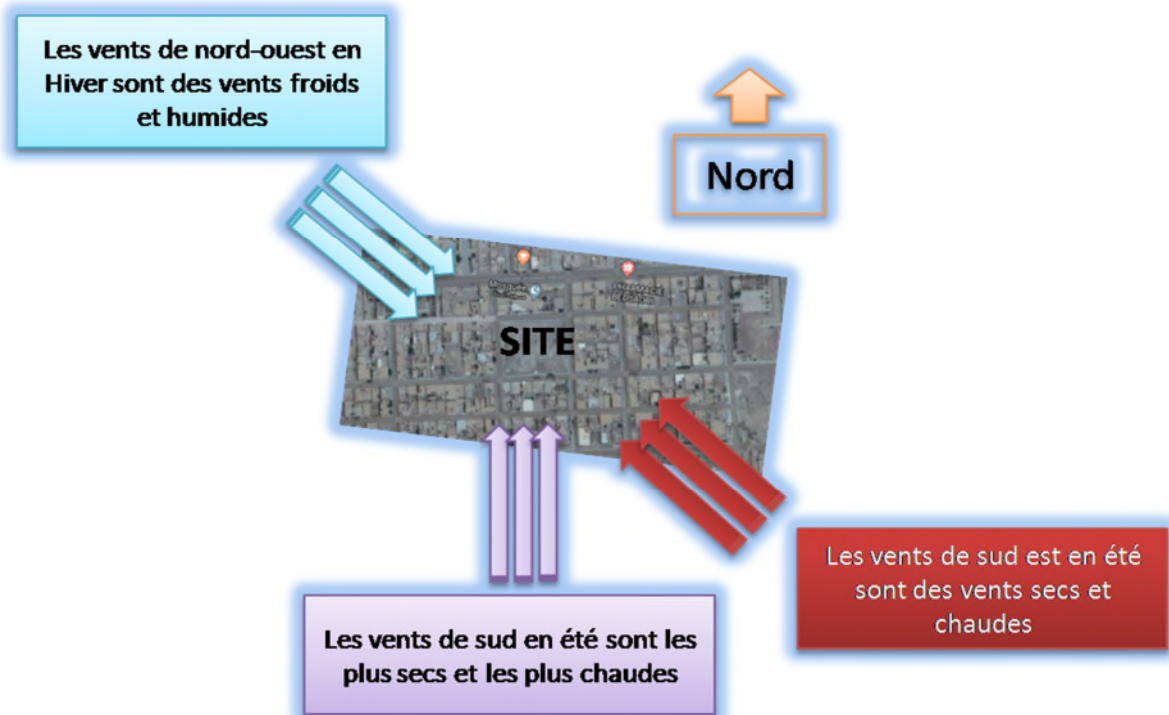 Les vents de nord-ouest en
Hiver sont des vents froids
et humides
Nord
Mosquée
PHARMACIE
SITE
Les vents de sud est en été
sont des vents secs et
chaudes
Les vents de sud en été sont les
plus secs et les plus chaudes